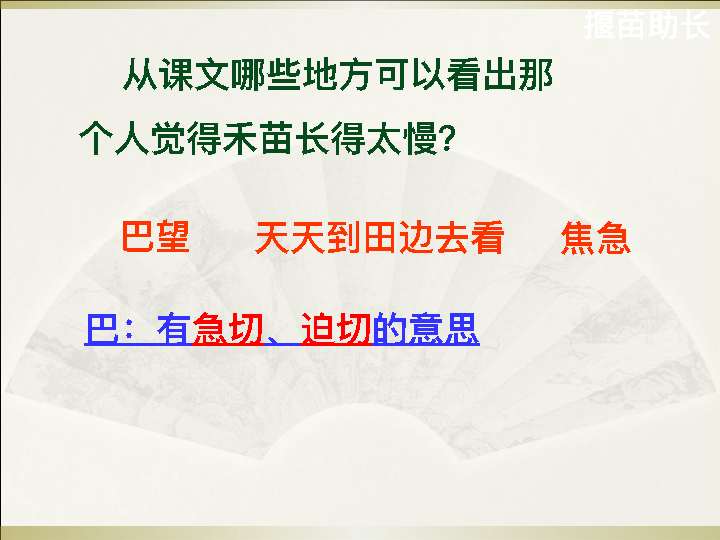 揠苗助长
从课文哪些地方可以看出那
个人觉得禾苗长得太慢?
巴望 天天到田边去看 焦急
巴：有急切、迫切的意思